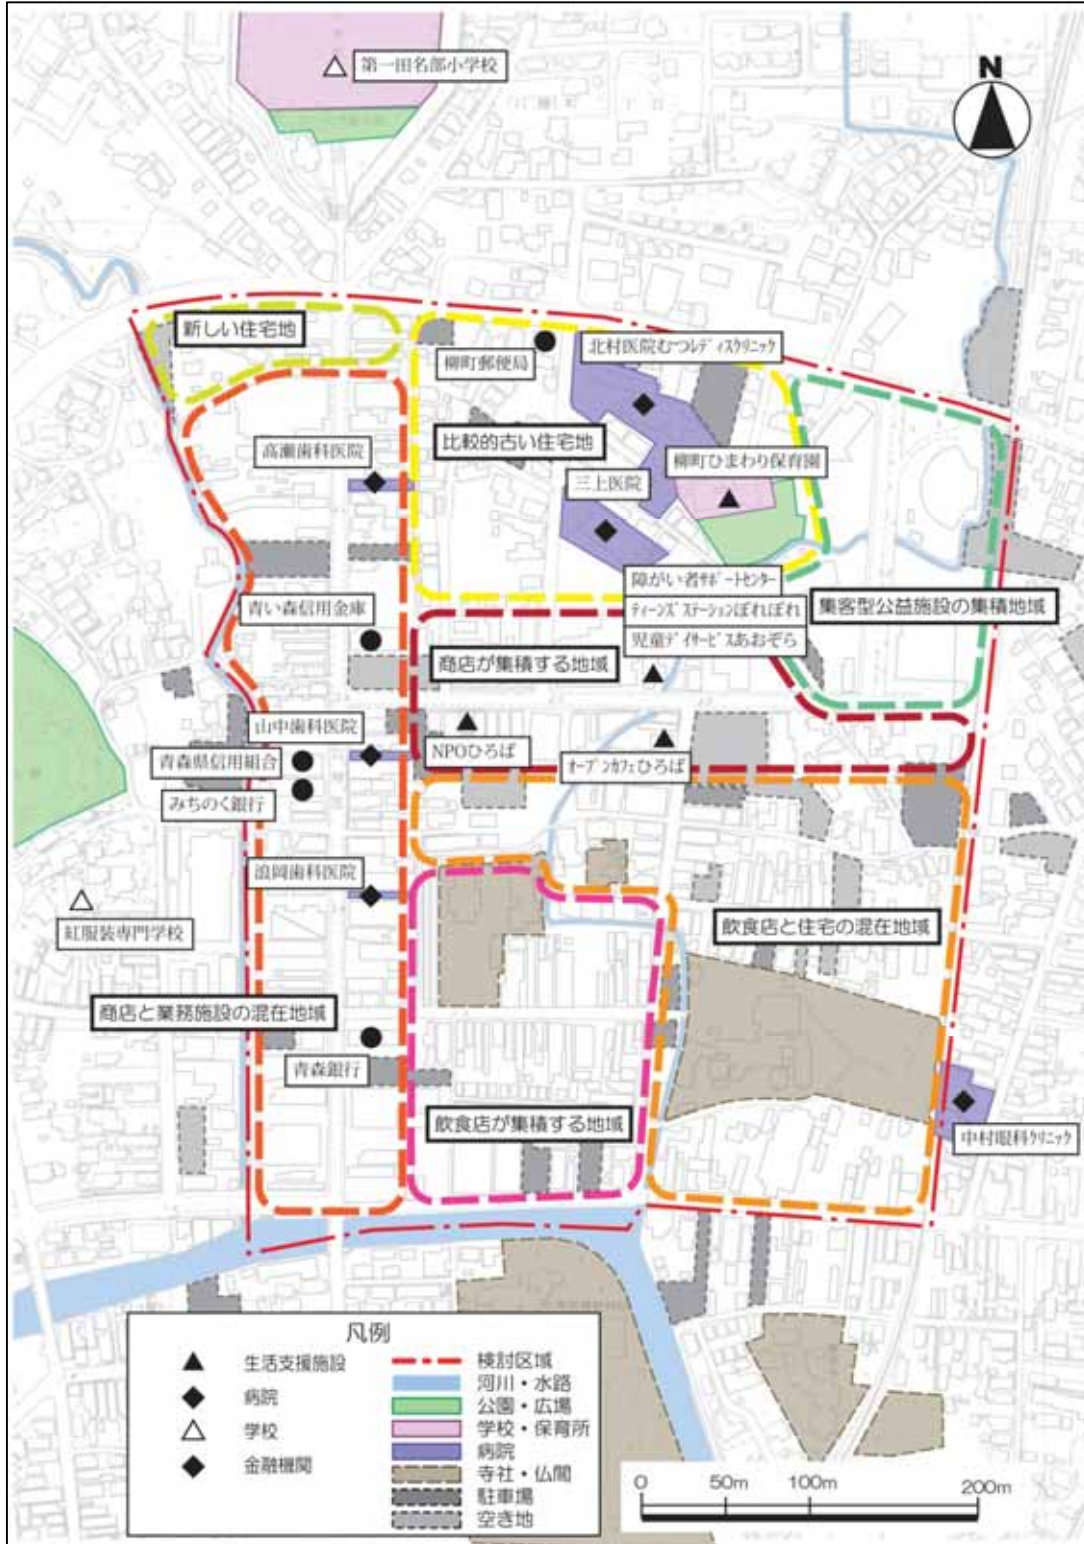 第一田名部小学校
N
新しい住宅地
北村医院むつレディスクリニック
柳町郵便局
比較的古い住宅地
高瀬歯科医院
柳町ひまわり保育園
三上医院
障がい者サポートセンター
ティーンズステーションぽれぽれ
児童デイサービスあおぞら
集客型公益施設の集積地域
青い森信用金庫
商店が集積する地域
山中歯科医院
NPOひろば
青森県信用組合
オープンカフェひろば
みちのく銀行
浪岡歯科医院
紅服装専門学校
飲食店と住宅の混在地域
商店と業務施設の混在地域
青森銀行
飲食店が集積する地域
中村眼科クリニック
凡例
生活支援施設
病院
学校
金融機関
検討区域
河川・水路
公園・広場
学校・保育所
病院
寺社・仏閣
駐車場
空き地
0 50m 100m 200m